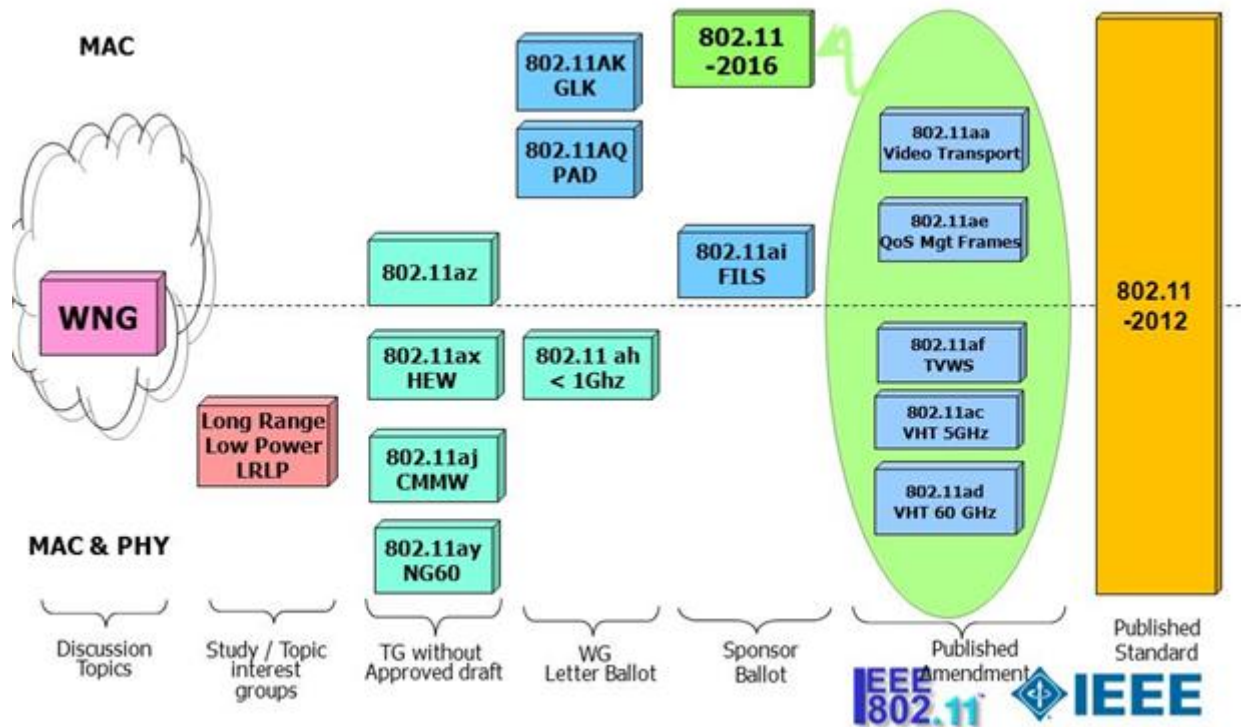 MAC
WNG
MAC & PHY
Long Range
Low Power
LRLP
802.11az
802.11ax
HEW
802.11aj
CMMW
802.11ay
NG60
802.11AK
GLK
802.11AQ
PAD
802.11 ah
< 1Ghz
802.11
-2016
802.11ai
FILS
802.11aa
Video Transport
802.11ae
QoS Mgt Frames
802.11af
TVWS
802.11ac
VHT 5GHz
802.11ad
VHT 60 GHz
802.11
-2012
Discussion
Topics
Study / Topic
interest
groups
TG without
Approved draft
WG
Letter Ballot
Sponsor
Ballot
Published
Amendment
Published
Standard
IEEE
802.11
IEEE